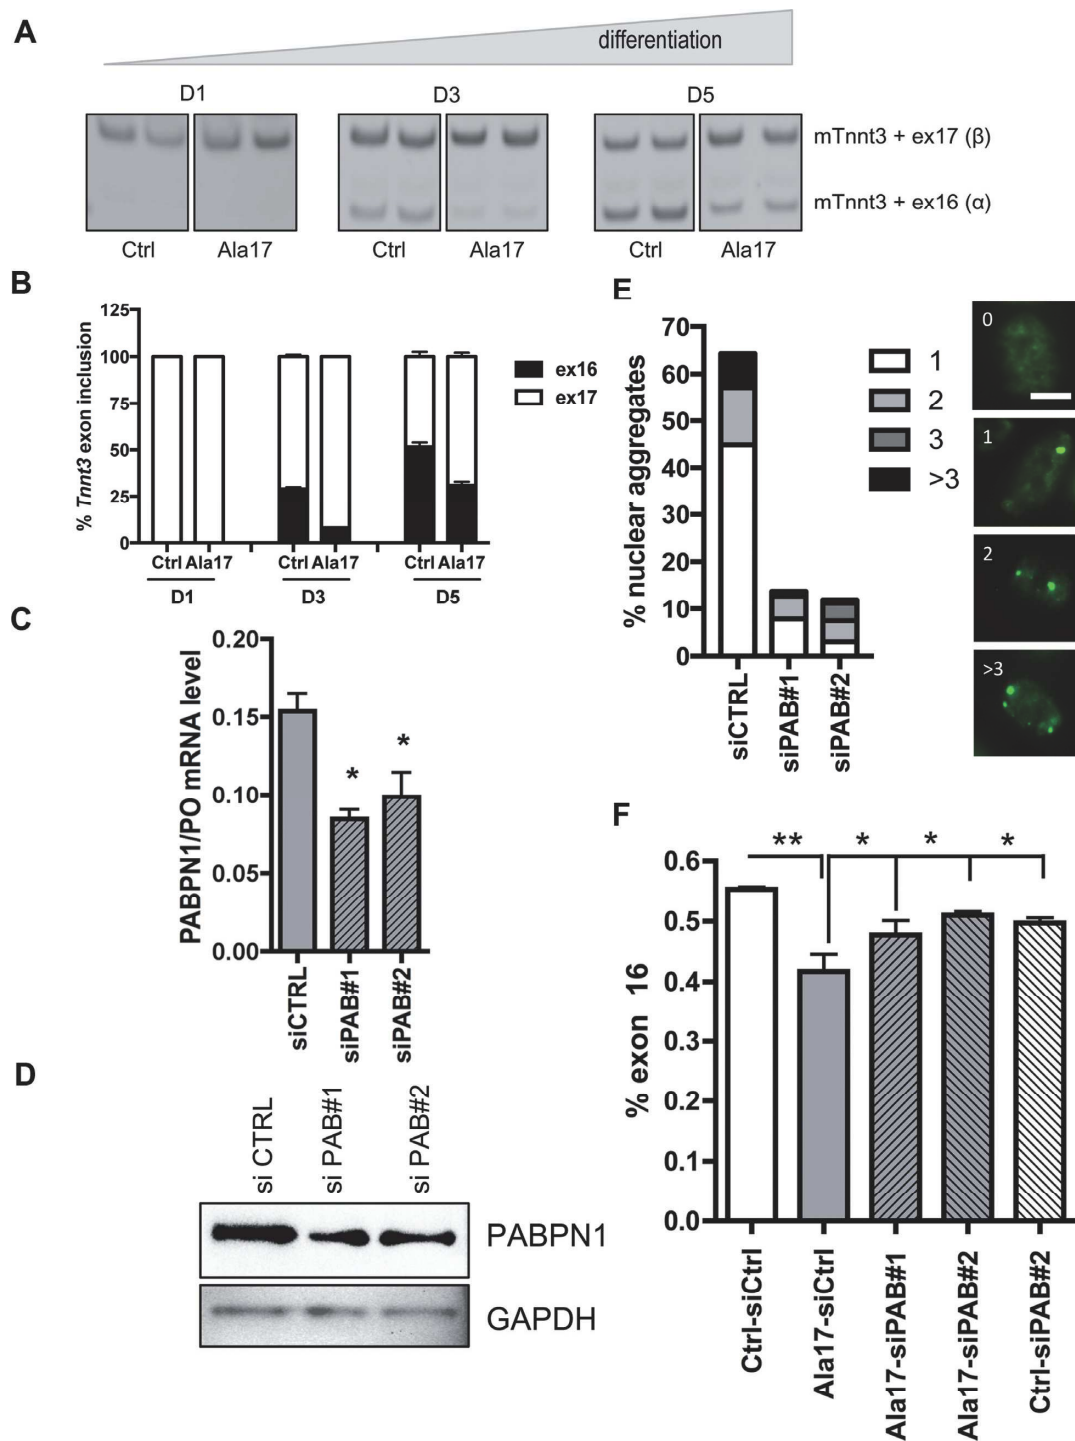 A
differentiation
D1
D3
D5
mTnnt3 + ex17 (β)
mTnnt3 + ex16 (α)
Ctrl
Ala17
Ctrl
Ala17
Ctrl
Ala17
B
% Tnnt3 exon inclusion
125
100
75
50
25
0
Ctrl Ala17
Ctrl Ala17
Ctrl Ala17
D1
D3
D5
ex16
ex17
C
PABPN1/PO mRNA level
0.20
0.15
0.10
0.05
0.00
*
*
siCTRL
siPAB#1
siPAB#2
D
si CTRL
si PAB#1
si PAB#2
PABPN1
GAPDH
E
% nuclear aggregates
70
60
50
40
30
20
10
0
siCTRL
siPAB#1
siPAB#2
1
2
3
>3
0
1
2
>3
F
% exon 16
0.6
0.5
0.4
0.3
0.2
0.1
0.0
**
*
*
*
Ctrl-siCtrl
Ala17-siCtrl
Ala17-siPAB#1
Ala17-siPAB#2
Ctrl-siPAB#2